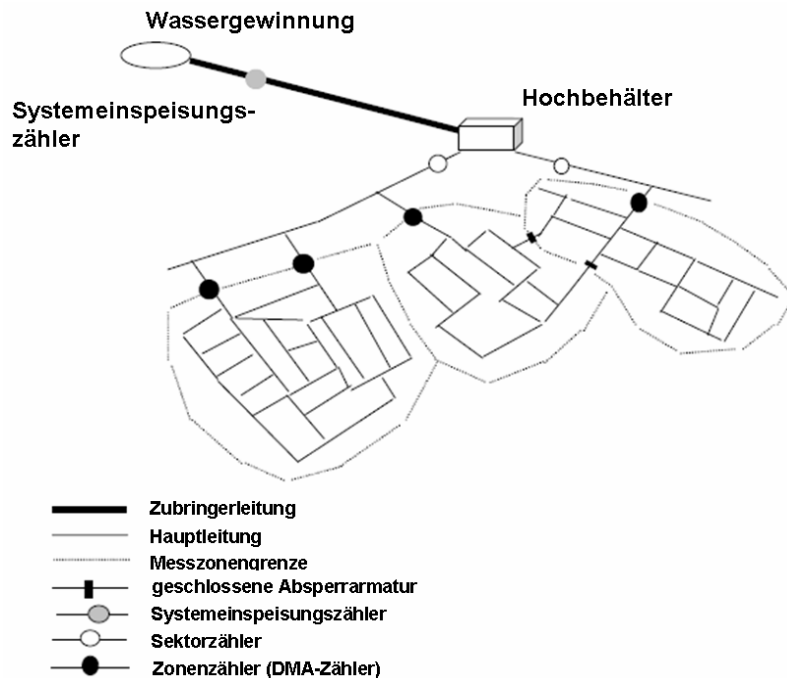 Wassergewinnung
Systemeinspeisungs-
zähler
Hochbehälter
Zubringerleitung
Hauptleitung
Messzonengrenze
geschlossene Absperrarmatur
Systemeinspeisungszähler
Sektorzähler
Zonenzähler (DMA-Zähler)